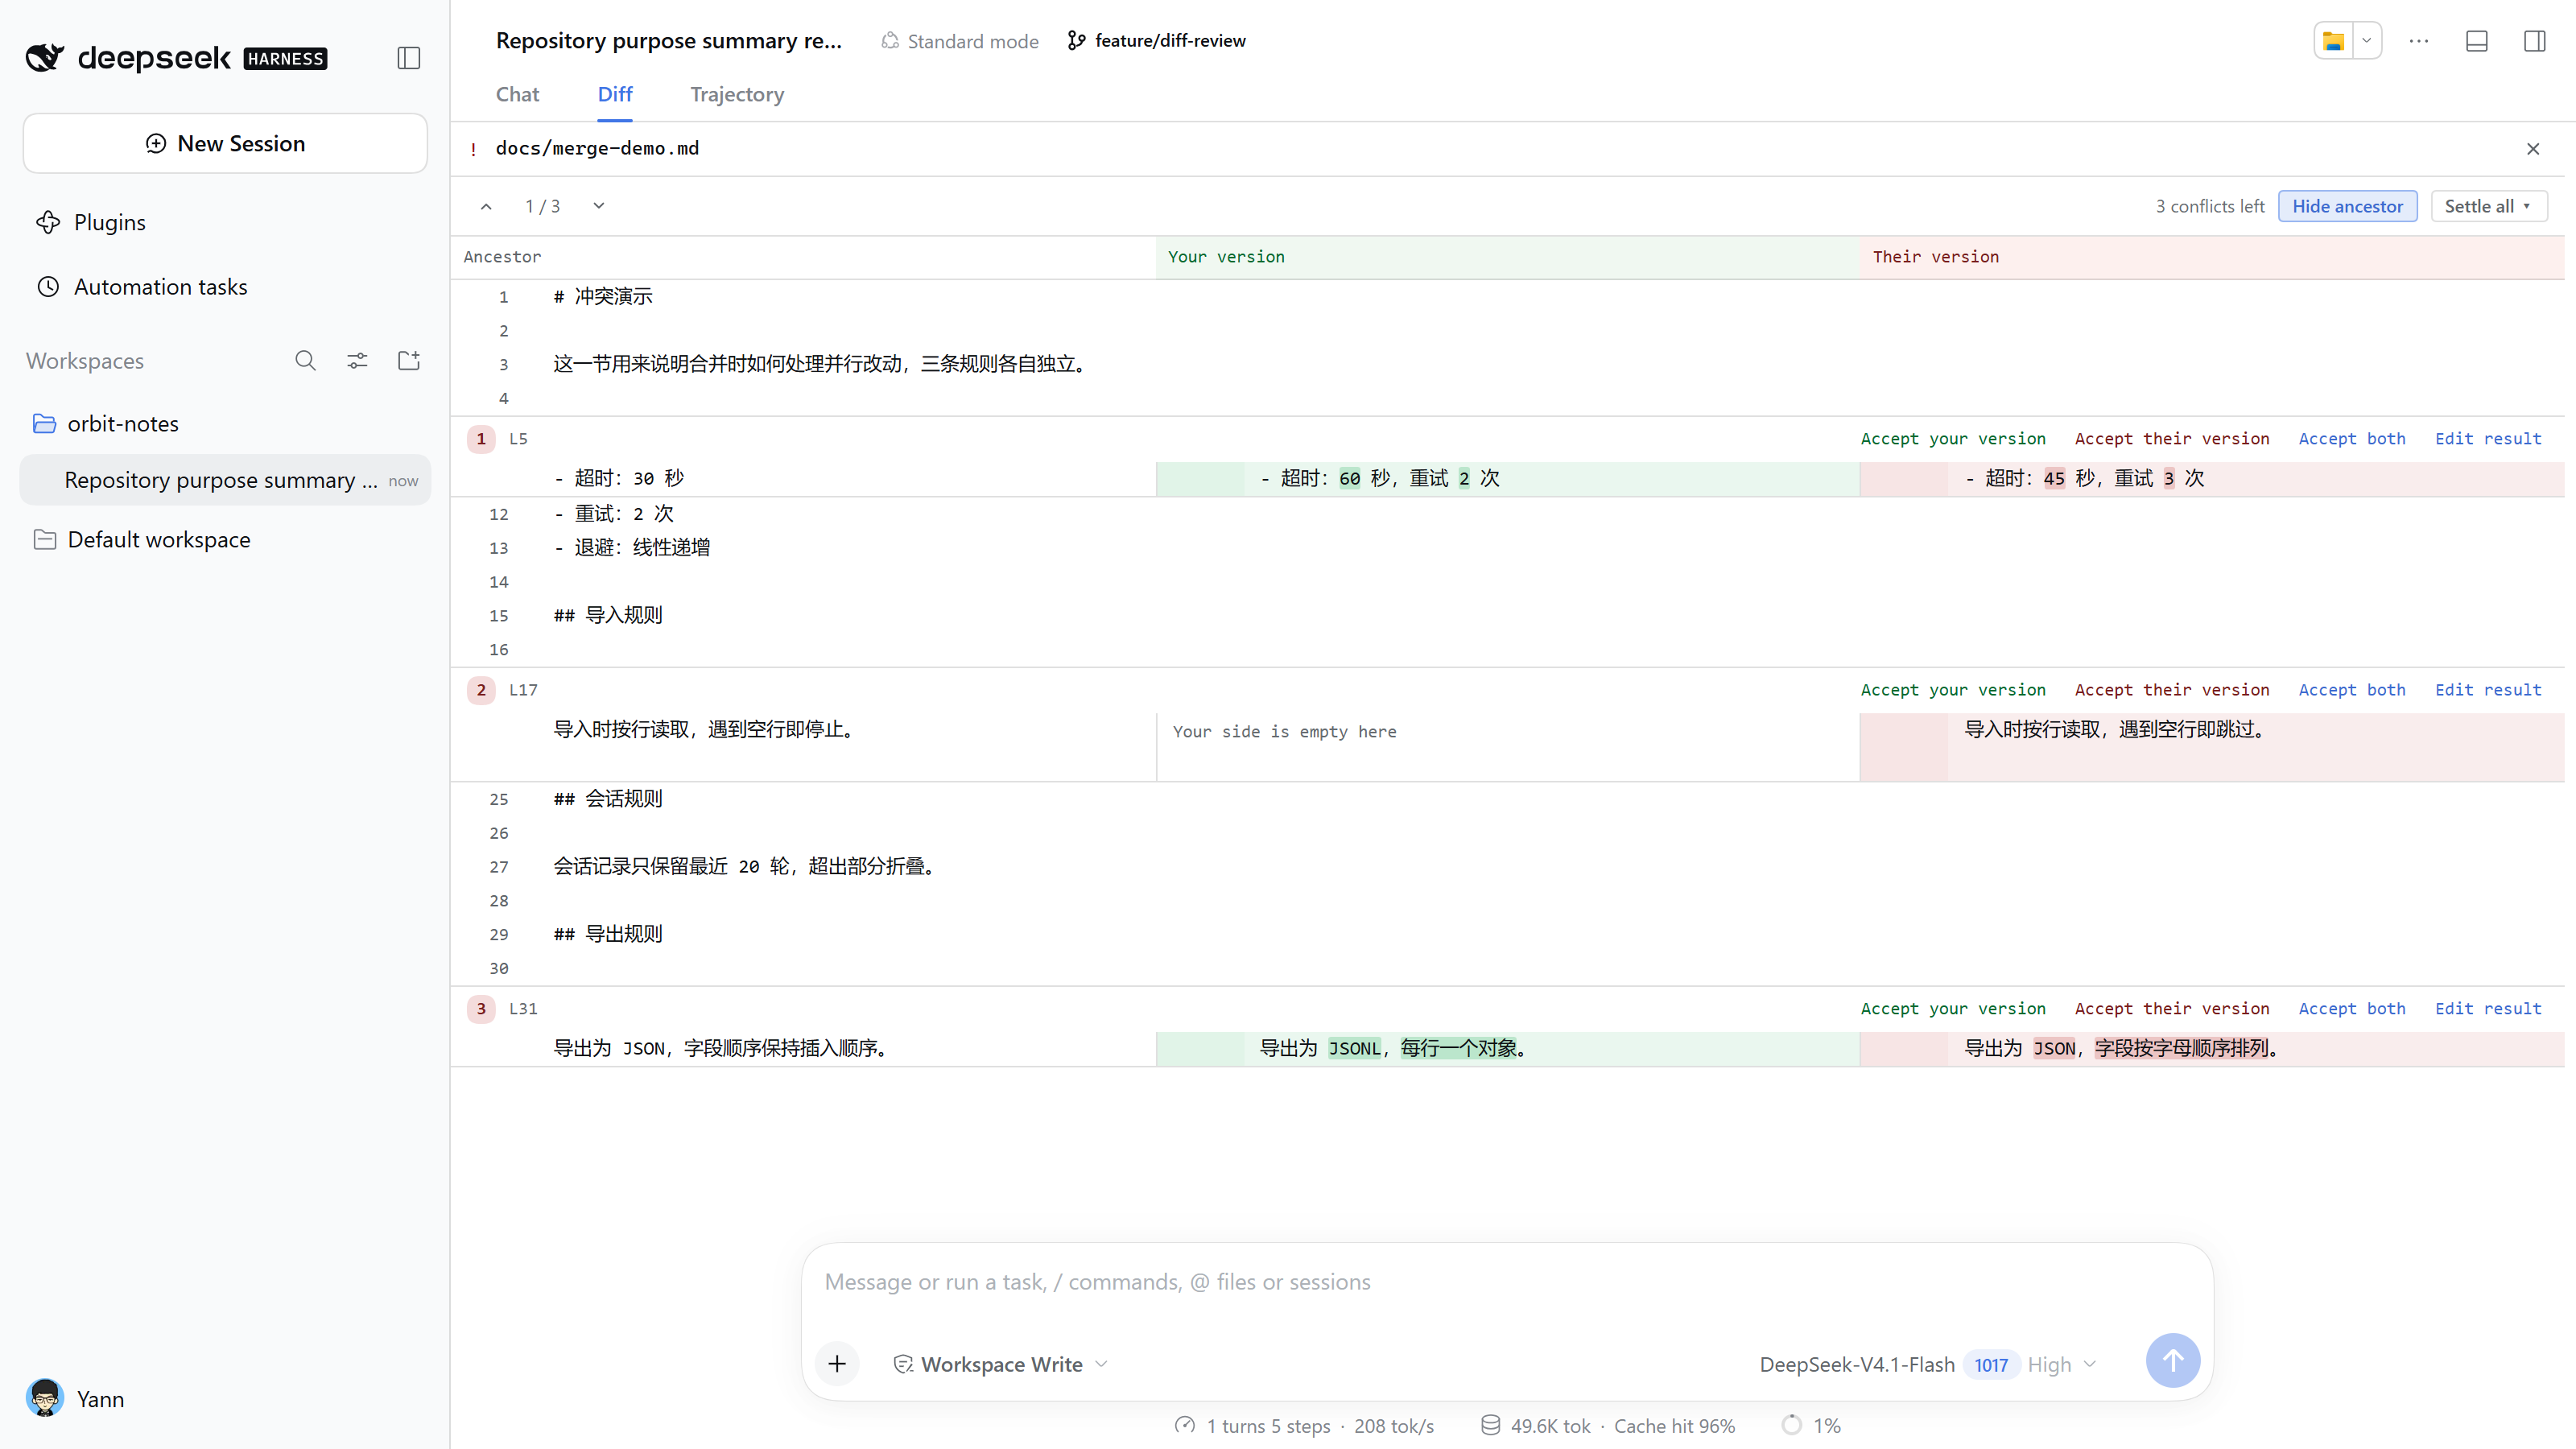 deepseek HARNESS
New Session
Plugins
Automation tasks
Workspaces
orbit-notes
Repository purpose summary ... now
Default workspace
Yann
Repository purpose summary re... Standard mode feature/diff-review
Chat Diff Trajectory
! docs/merge-demo.md
1 / 3 3 conflicts left Hide ancestor Settle all
Ancestor Your version Their version
1 # 冲突演示
2
3 这一节用来说明合并时如何处理并行改动，三条规则各自独立。
4
1 L5 Accept your version Accept their version Accept both Edit result
- 超时：30 秒 - 超时：60 秒，重试 2 次 - 超时：45 秒，重试 3 次
12 - 重试：2 次
13 - 退避：线性递增
14
15 ## 导入规则
16
2 L17 Accept your version Accept their version Accept both Edit result
导入时按行读取，遇到空行即停止。 Your side is empty here 导入时按行读取，遇到空行即跳过。
25 ## 会话规则
26
27 会话记录只保留最近 20 轮，超出部分折叠。
28
29 ## 导出规则
30
3 L31 Accept your version Accept their version Accept both Edit result
导出为 JSON，字段顺序保持插入顺序。 导出为 JSONL，每行一个对象。 导出为 JSON，字段按字母顺序排列。
Message or run a task, / commands, @ files or sessions
Workspace Write DeepSeek-V4.1-Flash 1017 High
1 turns 5 steps · 208 tok/s 49.6K tok · Cache hit 96% 1%